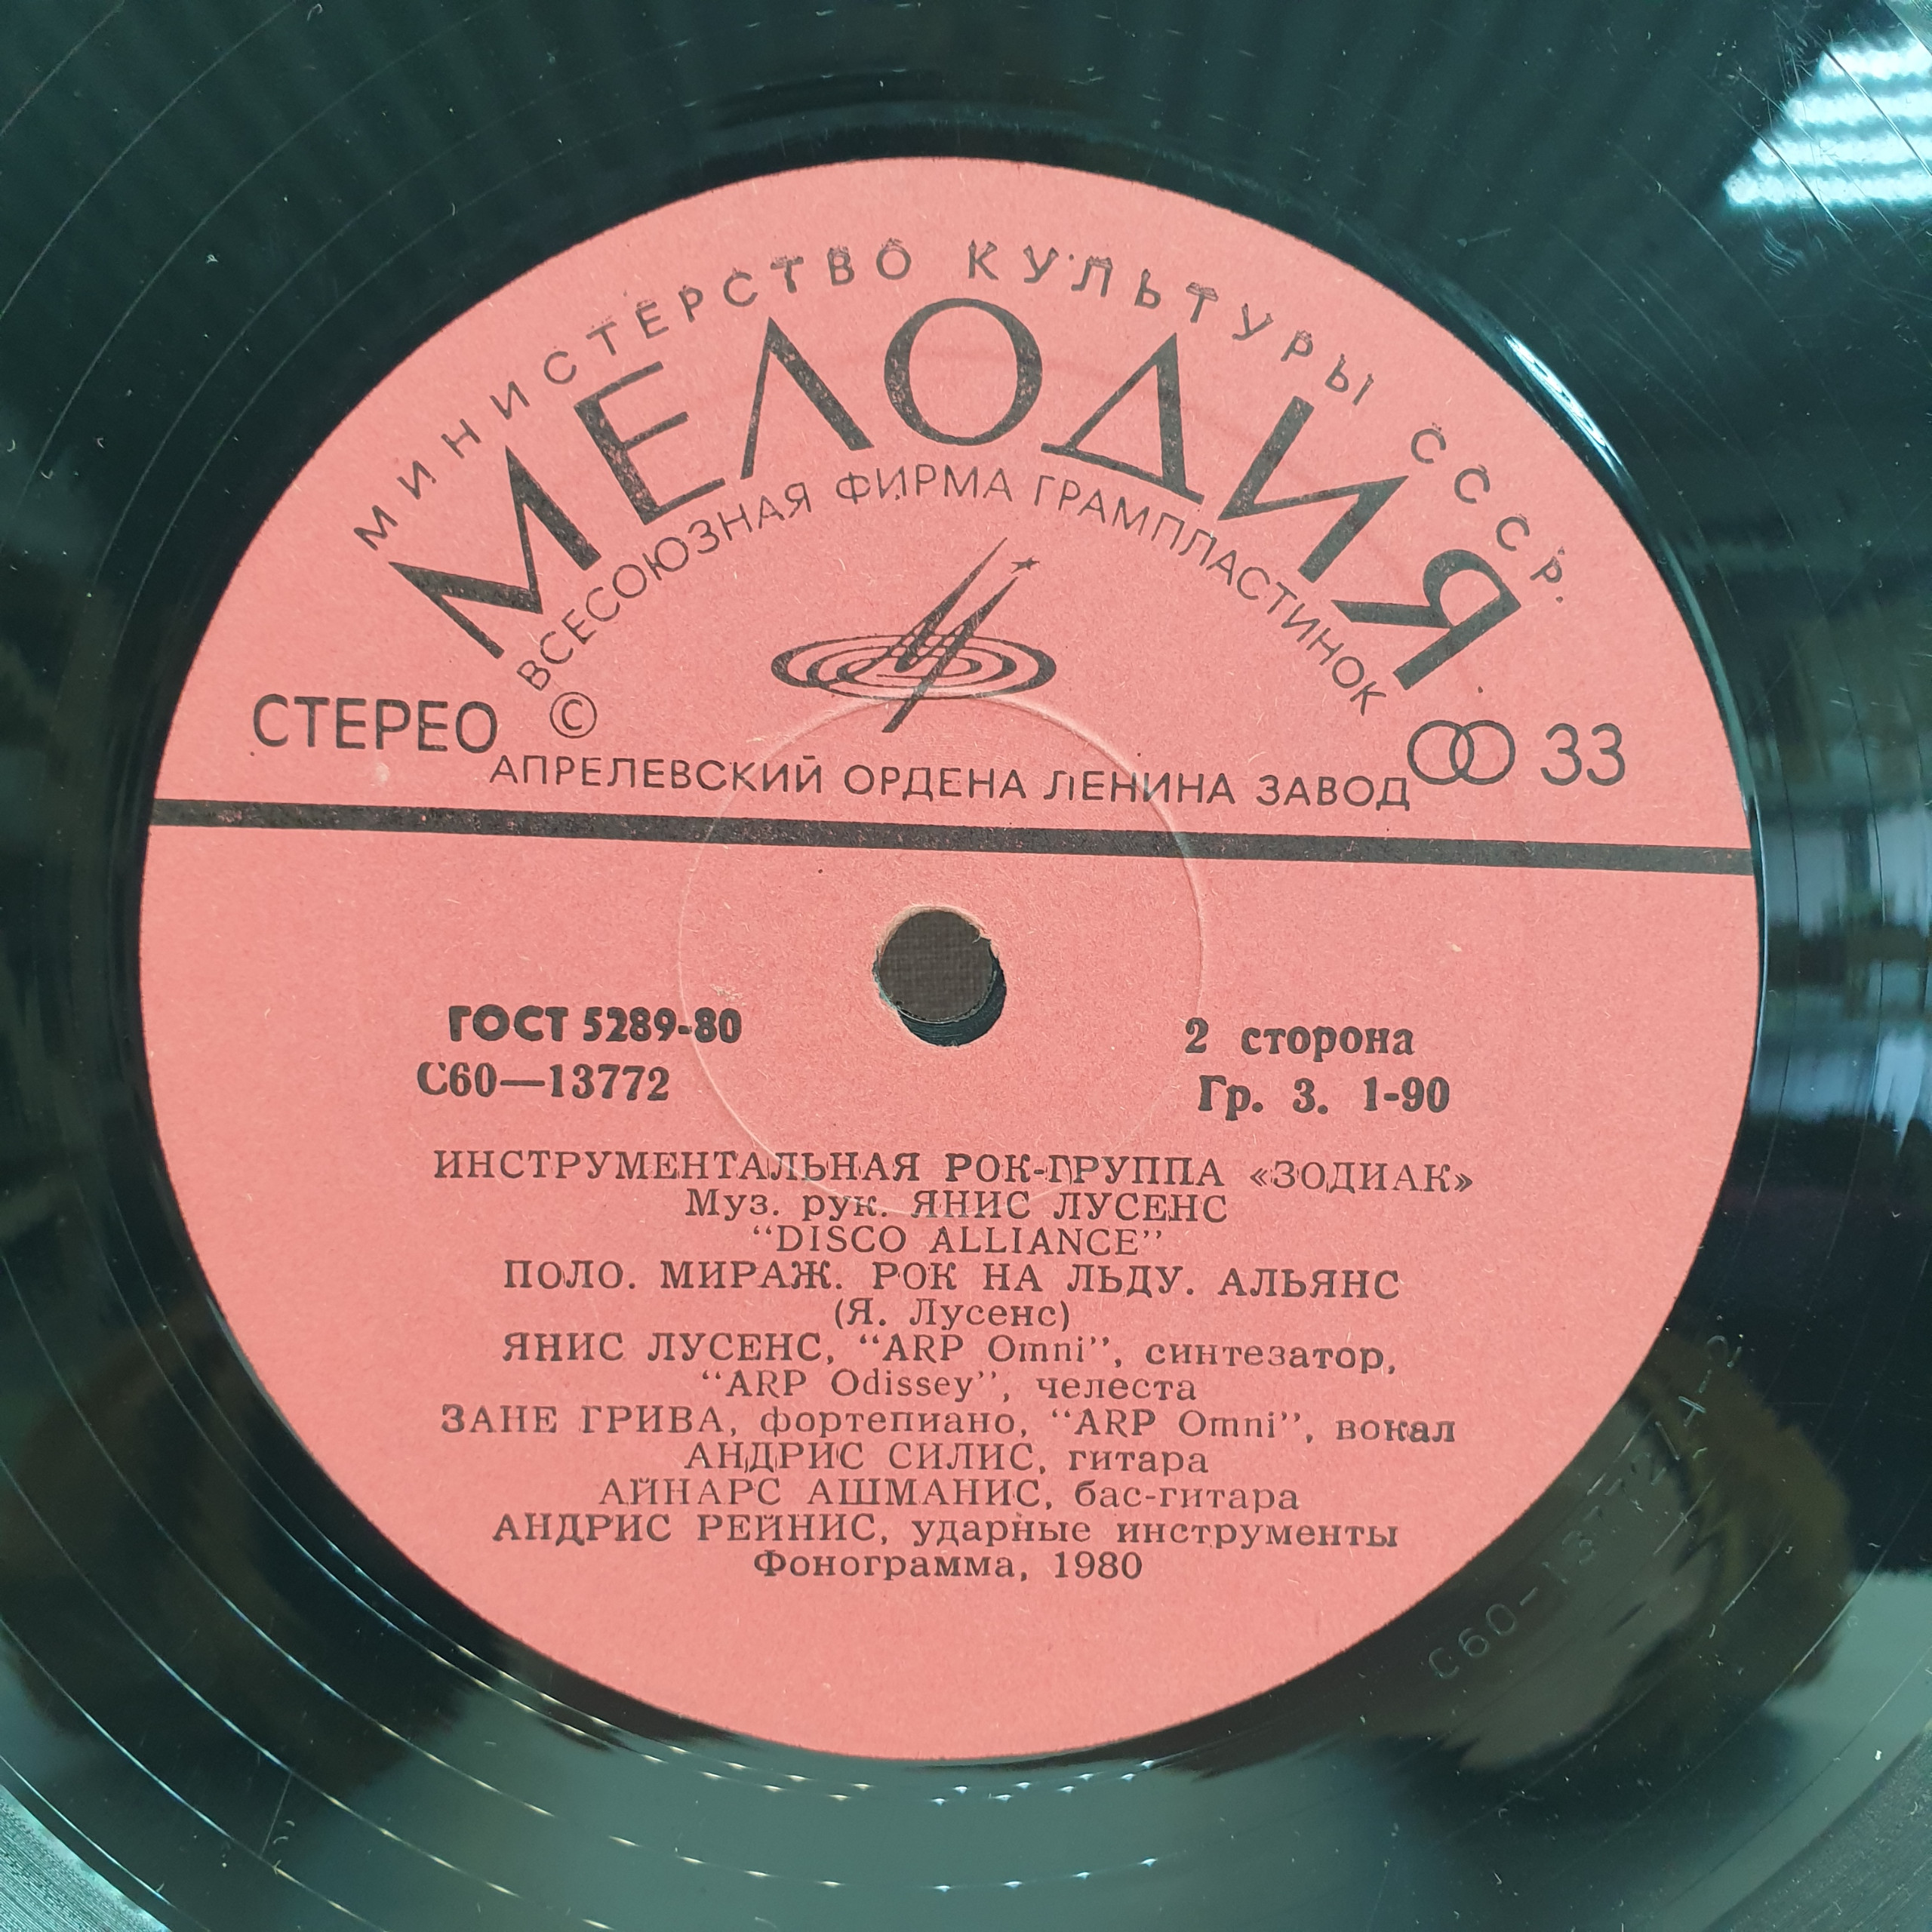 МИНИСТЕРСТВО КУЛЬТУРЫ СССР.
МЕЛОДИЯ
ВСЕСОЮЗНАЯ ФИРМА ГРАМПЛАСТИНОК
СТЕРЕО © 33
АПРЕЛЕВСКИЙ ОРДЕНА ЛЕНИНА ЗАВОД
ГОСТ 5289-80 2 сторона
С60—13772 Гр. 3. 1-90
ИНСТРУМЕНТАЛЬНАЯ РОК-ГРУППА «ЗОДИАК»
Муз. рук. ЯНИС ЛУСЕНС
“DISCO ALLIANCE”
ПОЛО. МИРАЖ. РОК НА ЛЬДУ. АЛЬЯНС
(Я. Лусенс)
ЯНИС ЛУСЕНС, “ARP Omni”, синтезатор,
“ARP Odissey”, челеста
ЗАНЕ ГРИВА, фортепиано, “ARP Omni”, вокал
АНДРИС СИЛИС, гитара
АЙНАРС АШМАНИС, бас-гитара
АНДРИС РЕЙНИС, ударные инструменты
Фонограмма, 1980